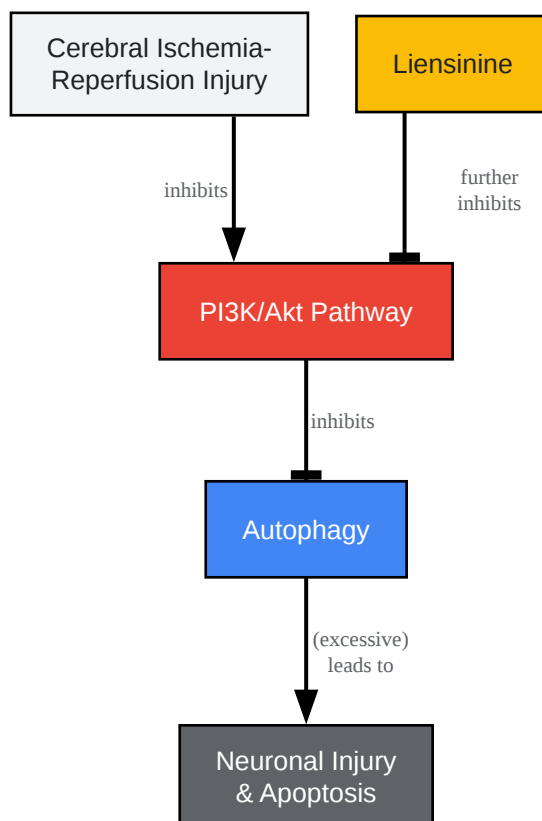 Cerebral Ischemia-
Reperfusion Injury
Liensinine
inhibits
further
inhibits
PI3K/Akt Pathway
inhibits
Autophagy
(excessive)
leads to
Neuronal Injury
& Apoptosis